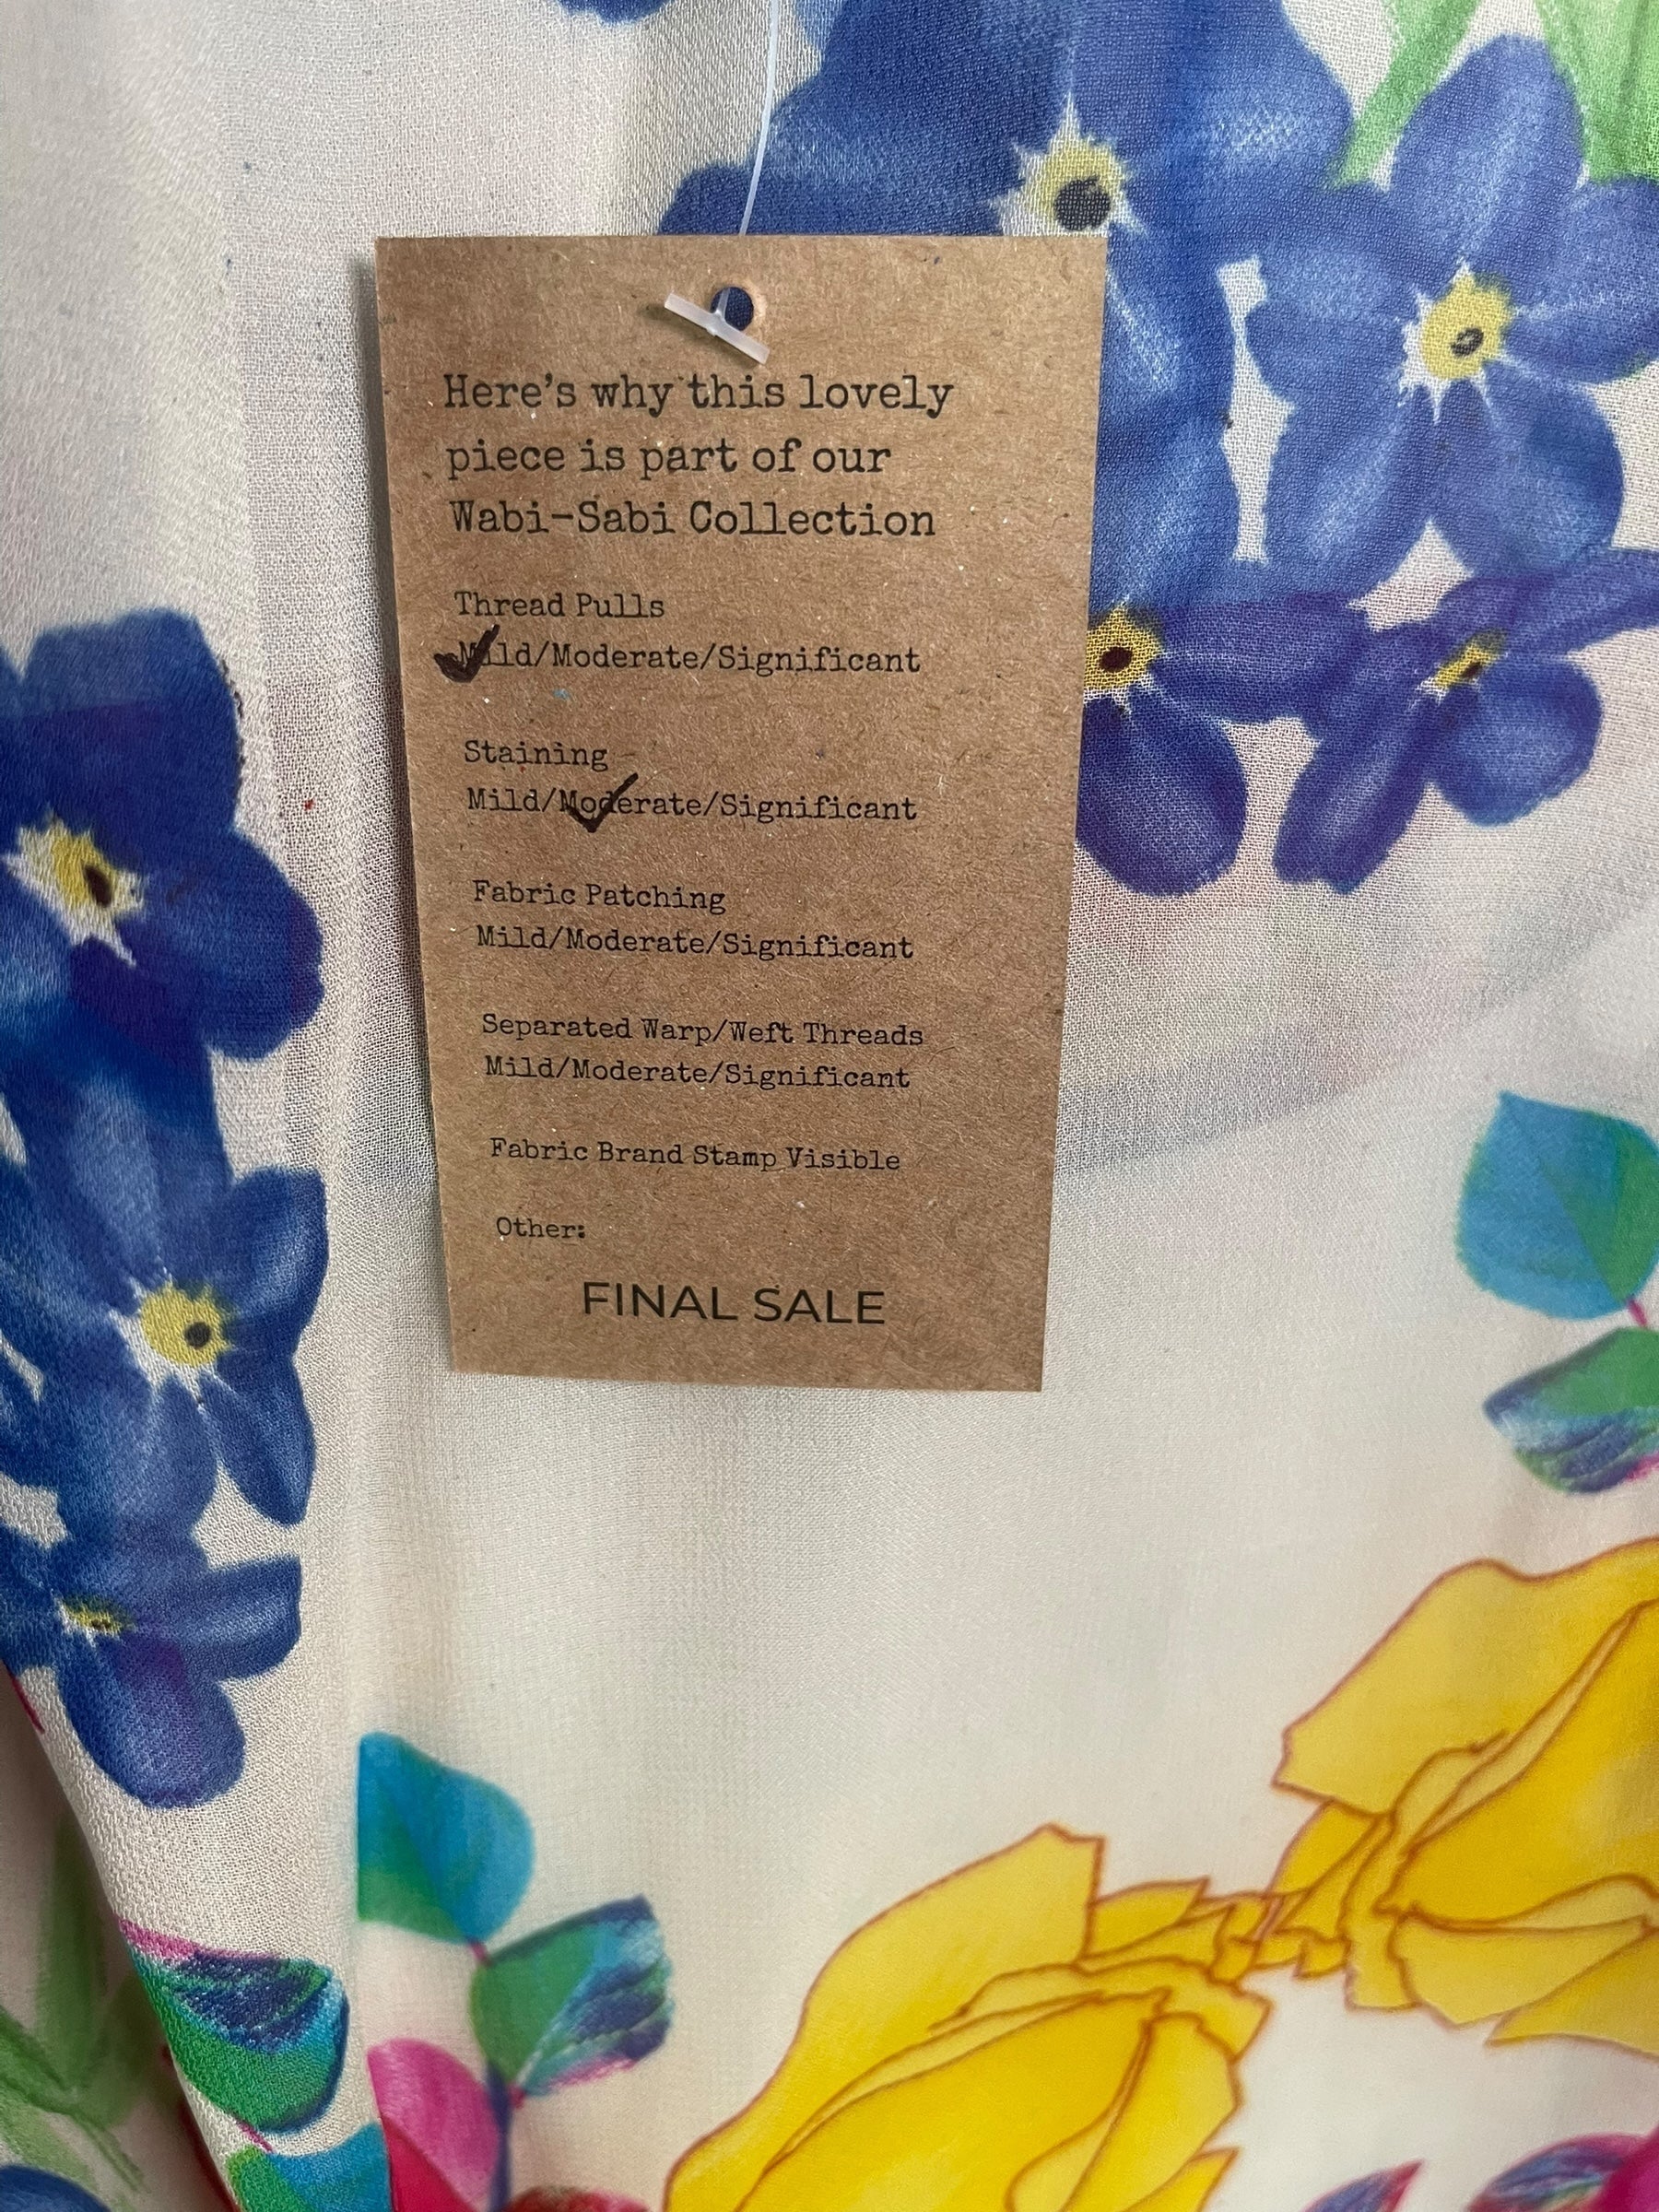 Here's why this lovely
piece is part of our
Wabi-Sabi Collection
Thread Pulls
Mild/Moderate/Significant
Staining
Mild/Moderate/Significant
Fabric Patching
Mild/Moderate/Significant
Separated Warp/Weft Threads
Mild/Moderate/Significant
Fabric Brand Stamp Visible
Other:
FINAL SALE